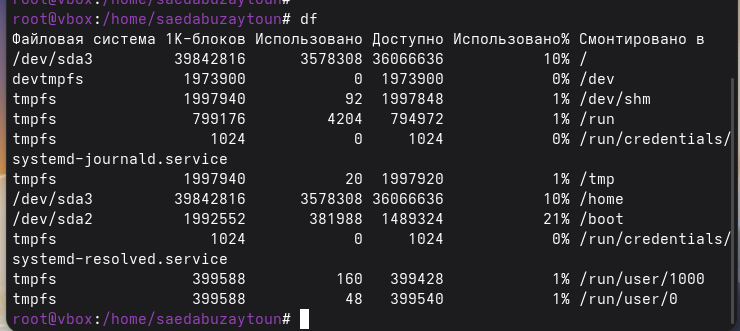 root@vbox:/home/saedabuzaytoun#
root@vbox:/home/saedabuzaytoun# df
Файловая система 1K-блоков Использовано Доступно Использовано% Смонтировано в
/dev/sda3         39842816      3578308 36066636           10% /
devtmpfs           1973900            0  1973900            0% /dev
tmpfs              1997940           92  1997848            1% /dev/shm
tmpfs               799176         4204   794972            1% /run
tmpfs                 1024            0     1024            0% /run/credentials/
systemd-journald.service
tmpfs              1997940           20  1997920            1% /tmp
/dev/sda3         39842816      3578308 36066636           10% /home
/dev/sda2          1992552       381988  1489324           21% /boot
tmpfs                 1024            0     1024            0% /run/credentials/
systemd-resolved.service
tmpfs               399588          160   399428            1% /run/user/1000
tmpfs               399588           48   399540            1% /run/user/0
root@vbox:/home/saedabuzaytoun#